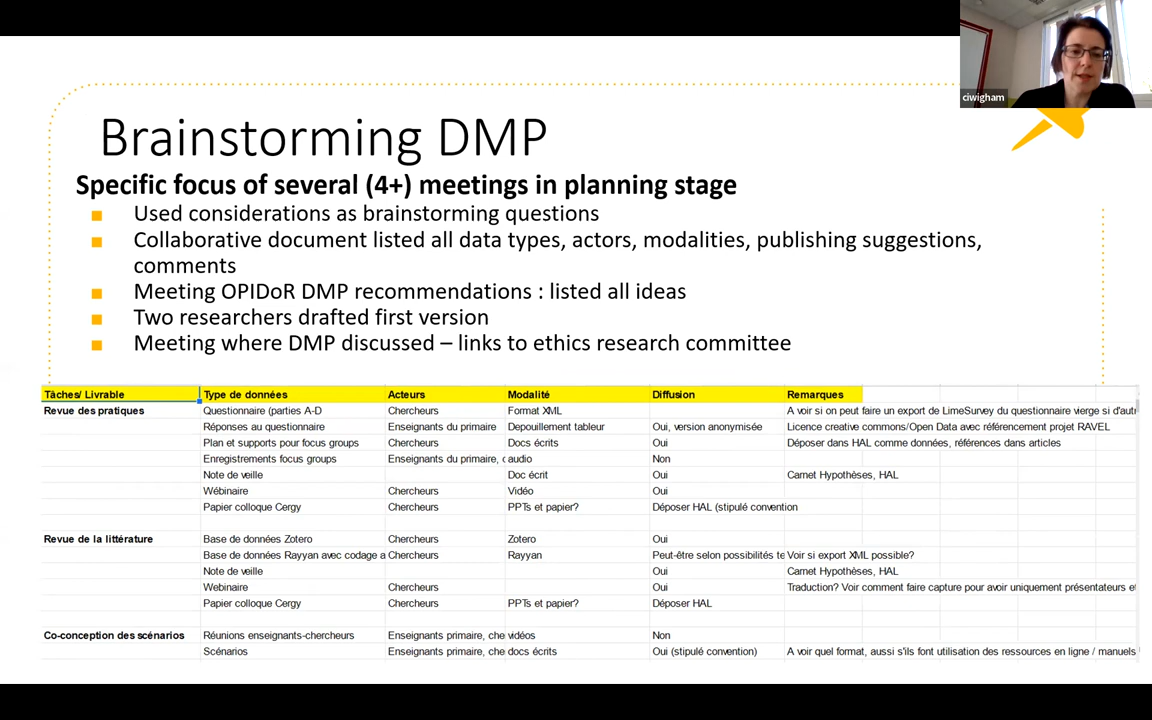 ciwigham
Brainstorming DMP
Specific focus of several (4+) meetings in planning stage
Used considerations as brainstorming questions
Collaborative document listed all data types, actors, modalities, publishing suggestions,
comments
Meeting OPIDoR DMP recommendations : listed all ideas
Two researchers drafted first version
Meeting where DMP discussed – links to ethics research committee
Tâches/ Livrable Type de données Acteurs Modalité Diffusion Remarques
Revue des pratiques Questionnaire (parties A-D Chercheurs Format XML A voir si on peut faire un export de LimeSurvey du questionnaire vierge si d'autr
Réponses au questionnaire Enseignants du primaire Depouillement tableur Oui, version anonymisée Licence creative commons/Open Data avec référencement projet RAVEL
Plan et supports pour focus groups Chercheurs Docs écrits Oui Déposer dans HAL comme données, références dans articles
Enregistrements focus groups Enseignants du primaire, c audio Non
Note de veille Doc écrit Oui Carnet Hypothèses, HAL
Wébinaire Chercheurs Vidéo Oui
Papier colloque Cergy Chercheurs PPTs et papier? Déposer HAL (stipulé convention
Revue de la littérature Base de données Zotero Chercheurs Zotero Oui
Base de données Rayyan avec codage a Chercheurs Rayyan Peut-être selon possibilités te Voir si export XML possible?
Note de veille Oui Carnet Hypothèses, HAL
Webinaire Chercheurs Oui Traduction? Voir comment faire capture pour avoir uniquement présentateurs et
Papier colloque Cergy Chercheurs PPTs et papier? Déposer HAL
Co-conception des scénarios Réunions enseignants-chercheurs Enseignants primaire, che vidéos Non
Scénarios Enseignants primaire, che docs écrits Oui (stipulé convention) A voir quel format, aussi s'ils font utilisation des ressources en ligne / manuels